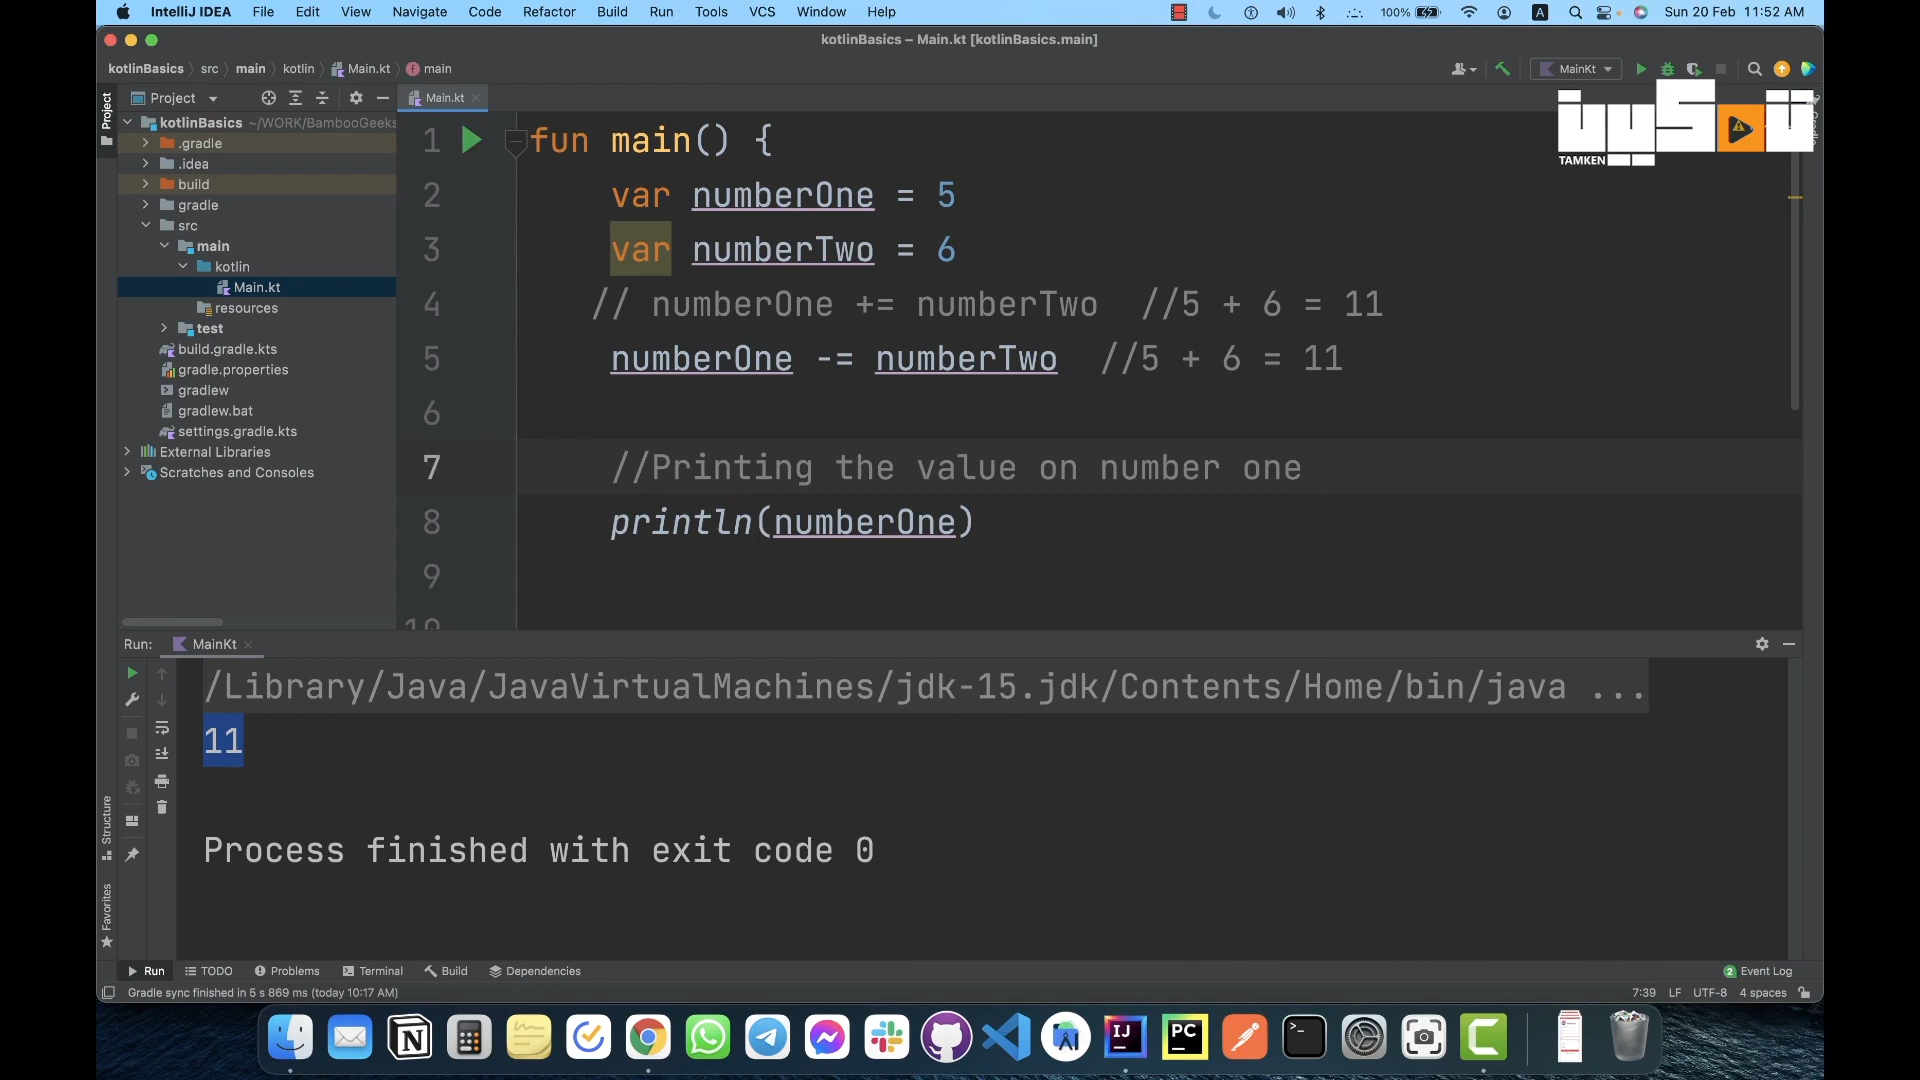 IntelliJ IDEA File Edit View Navigate Code Refactor Build Run Tools VCS Window Help 100% A Sun 20 Feb 11:52 AM
kotlinBasics – Main.kt [kotlinBasics.main]
kotlinBasics src main kotlin Main.kt main MainKt
Project
Project
Main.kt
kotlinBasics ~/WORK/BambooGeeks
.gradle
.idea
build
gradle
src
main
kotlin
Main.kt
resources
test
build.gradle.kts
gradle.properties
gradlew
gradlew.bat
settings.gradle.kts
External Libraries
Scratches and Consoles
1 fun main() {
2 var numberOne = 5
3 var numberTwo = 6
4 // numberOne += numberTwo //5 + 6 = 11
5 numberOne -= numberTwo //5 + 6 = 11
6
7 //Printing the value on number one
8 println(numberOne)
9
10
TAMKEN
Run: MainKt
/Library/Java/JavaVirtualMachines/jdk-15.jdk/Contents/Home/bin/java ...
11
Process finished with exit code 0
Structure
Favorites
Run TODO Problems Terminal Build Dependencies 2 Event Log
Gradle sync finished in 5 s 869 ms (today 10:17 AM) 7:39 LF UTF-8 4 spaces
IJ
PC